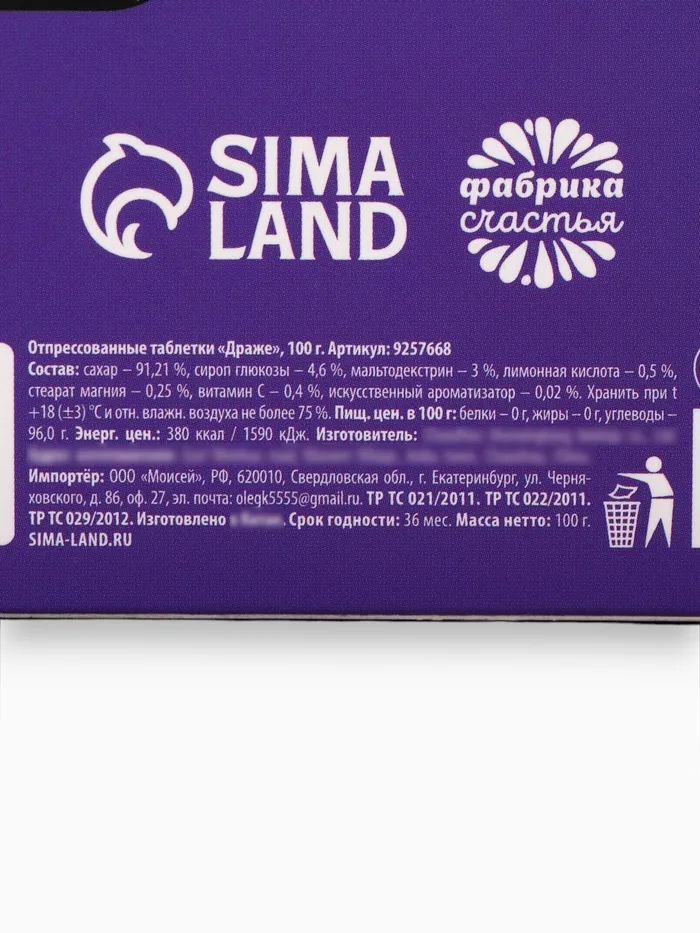 SIMA
LAND
фабрика
счастья
Отпрессованные таблетки «Драже», 100 г. Артикул: 9257668
Состав: сахар – 91,21 %, сироп глюкозы – 4,6 %, мальтодекстрин – 3 %, лимонная кислота – 0,5 %,
стеарат магния – 0,25 %, витамин С – 0,4 %, искусственный ароматизатор – 0,02 %. Хранить при t
+18 (±3) °С и отн. влажн. воздуха не более 75 %. Пищ. цен. в 100 г: белки – 0 г, жиры – 0 г, углеводы –
96,0 г. Энерг. цен.: 380 ккал / 1590 кДж. Изготовитель:
Импортёр: ООО «Моисей», РФ, 620010, Свердловская обл., г. Екатеринбург, ул. Черня-
ховского, д. 86, оф. 27, эл. почта: olegk5555@gmail.ru. ТР ТС 021/2011. ТР ТС 022/2011.
ТР ТС 029/2012. Изготовлено . Срок годности: 36 мес. Масса нетто: 100 г.
SIMA-LAND.RU